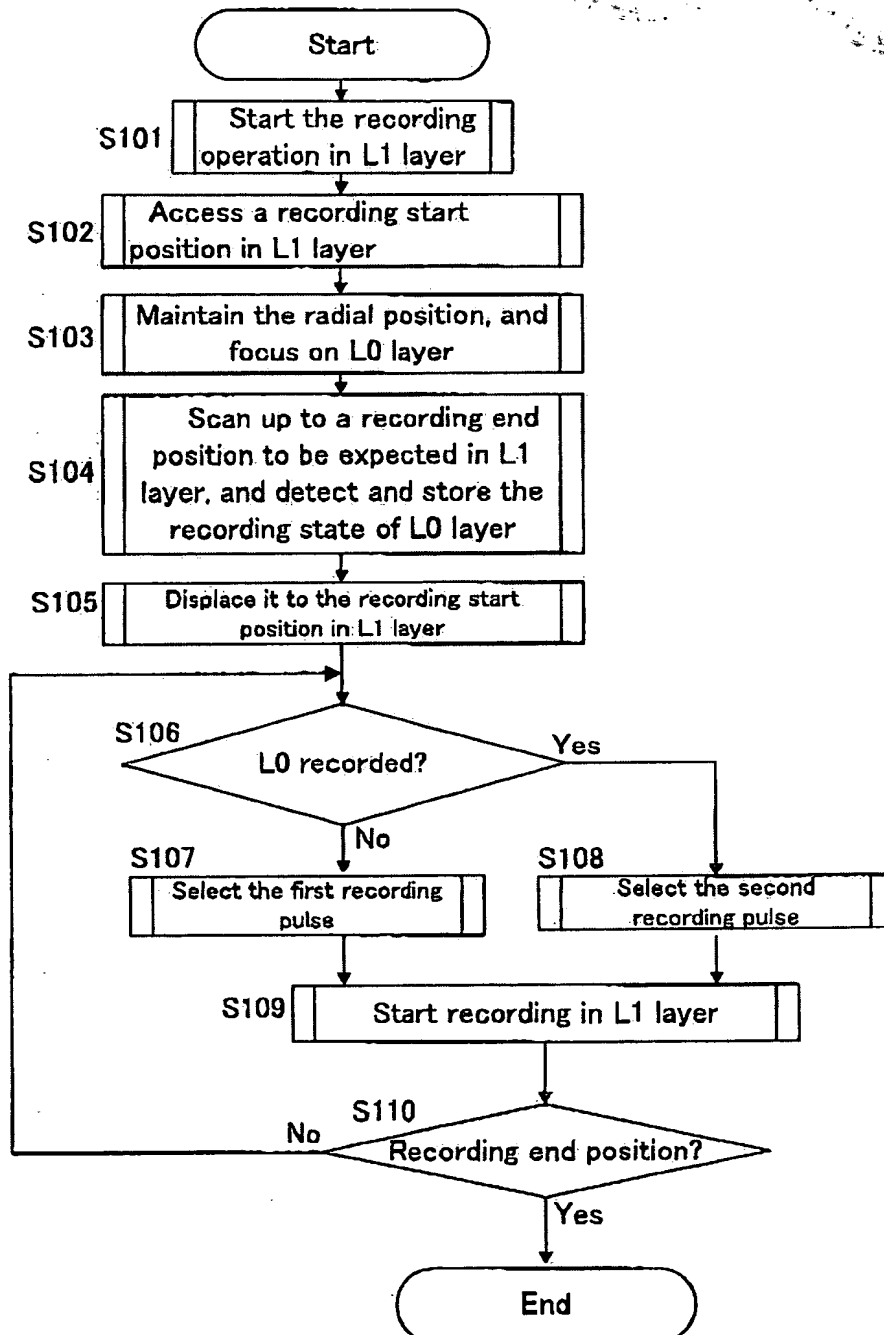 Start
S101
Start the recording
operation in L1 layer
S102
Access a recording start
position in L1 layer
S103
Maintain the radial position, and
focus on L0 layer
S104
Scan up to a recording end
position to be expected in L1
layer, and detect and store the
recording state of L0 layer
S105
Displace it to the recording start
position in L1 layer
S106
L0 recorded?
Yes
No
S107
Select the first recording
pulse
S108
Select the second
recording pulse
S109
Start recording in L1 layer
S110
No
Recording end position?
Yes
End